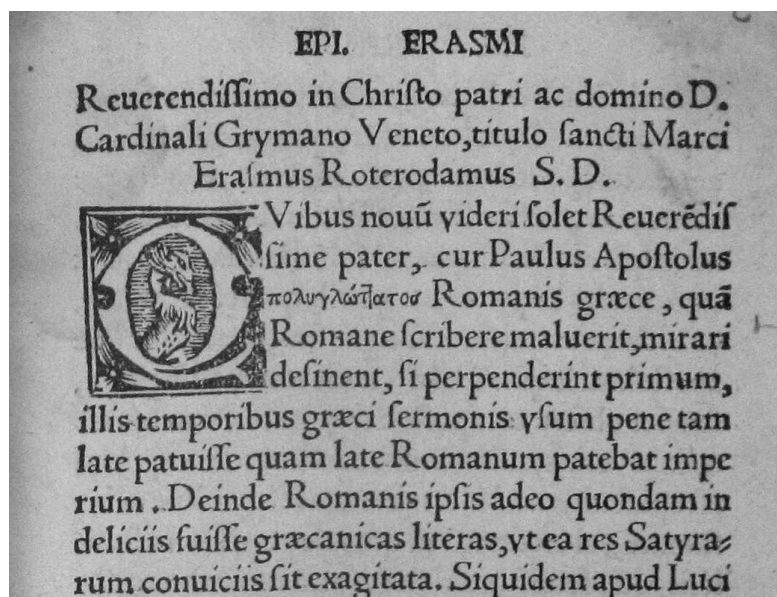 EPI. ERASMI
Reuerendiſſimo in Chriſto patri ac domino D.
Cardinali Grymano Veneto,titulo ſancti Marci
Eraſmus Roterodamus S. D.
QVibus nouũ videri ſolet Reuerẽdiſ
ſime pater, cur Paulus Apoſtolus
πολυγλώτατος Romanis græce, quã
Romane ſcribere maluerit,mirari
deſinent, ſi perpenderint primum,
illis temporibus græci ſermonis vſum pene tam
late patuiſſe quam late Romanum patebat impe
rium . Deinde Romanis ipſis adeo quondam in
deliciis fuiſſe græcanicas literas,vt ea res Satyra⸗
rum conuiciis ſit exagitata. Siquidem apud Luci